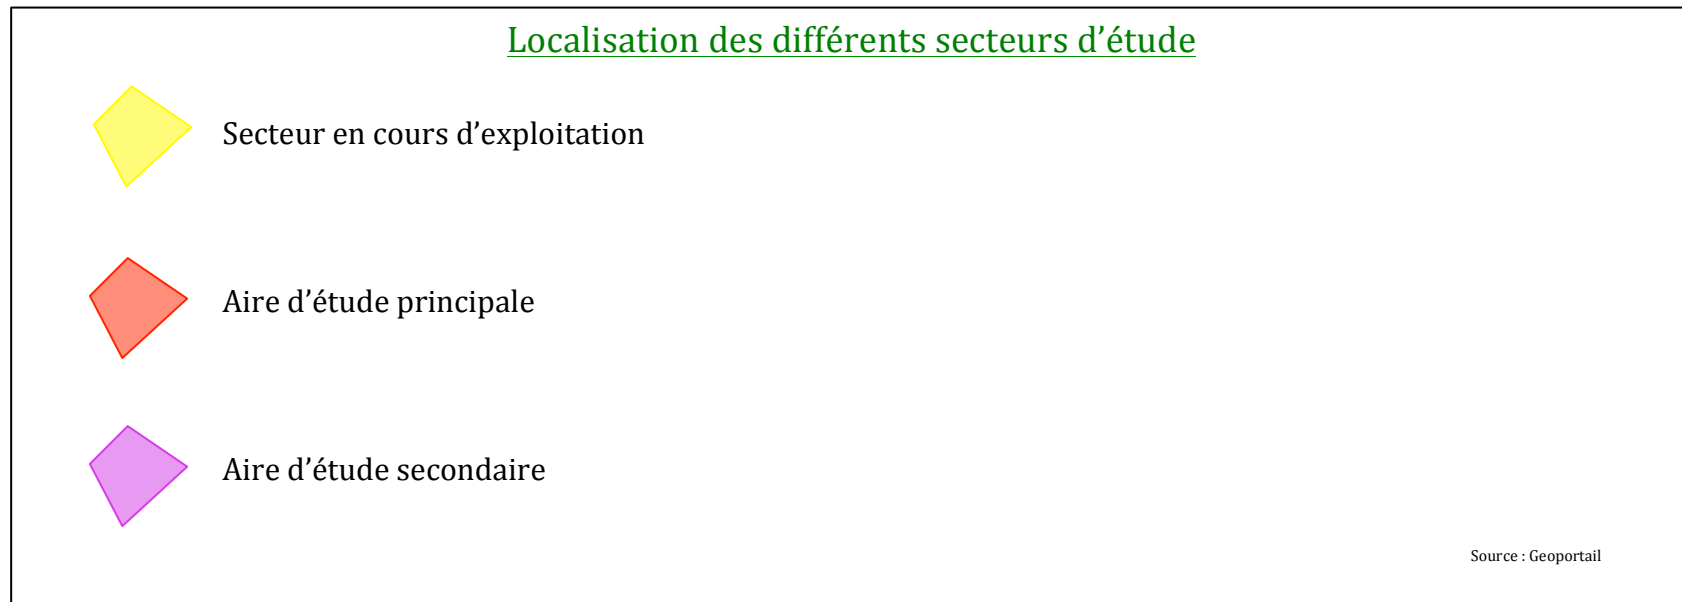 Localisation des différents secteurs d’étude
Secteur en cours d’exploitation
Aire d’étude principale
Aire d’étude secondaire
Source : Geoportail